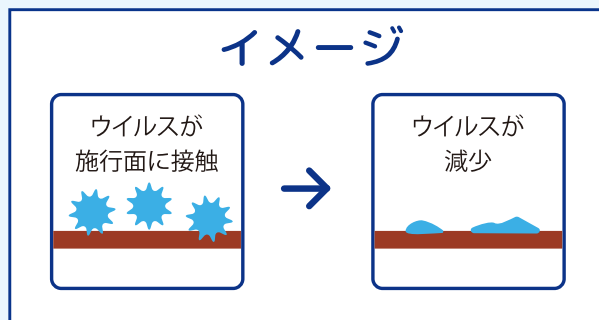 イメージ
ウイルスが
施行面に接触
ウイルスが
減少